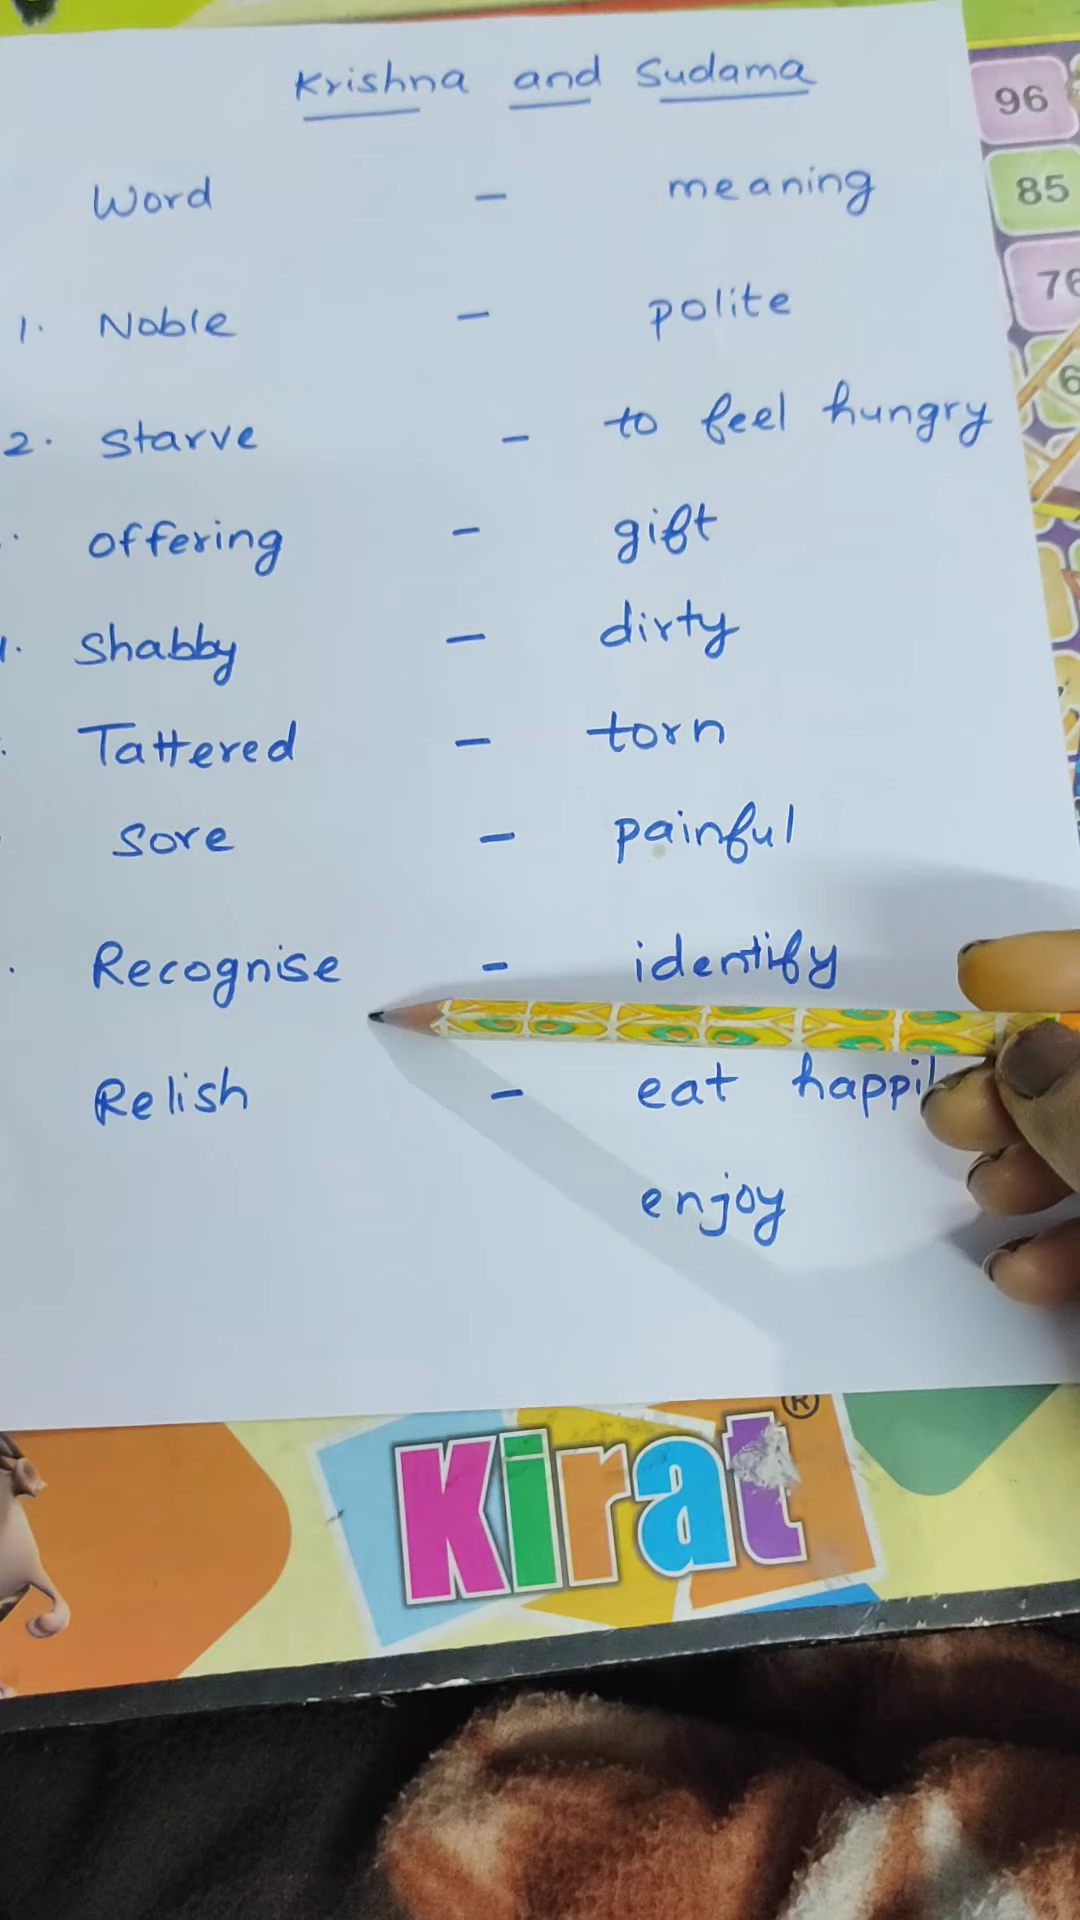 Krishna and Sudama
Word - meaning
1. Noble - polite
2. Starve - to feel hungry
offering - gift
Shabby - dirty
Tattered - torn
Sore - painful
Recognise - identify
Relish - eat
enjoy
Kirat®
96
85